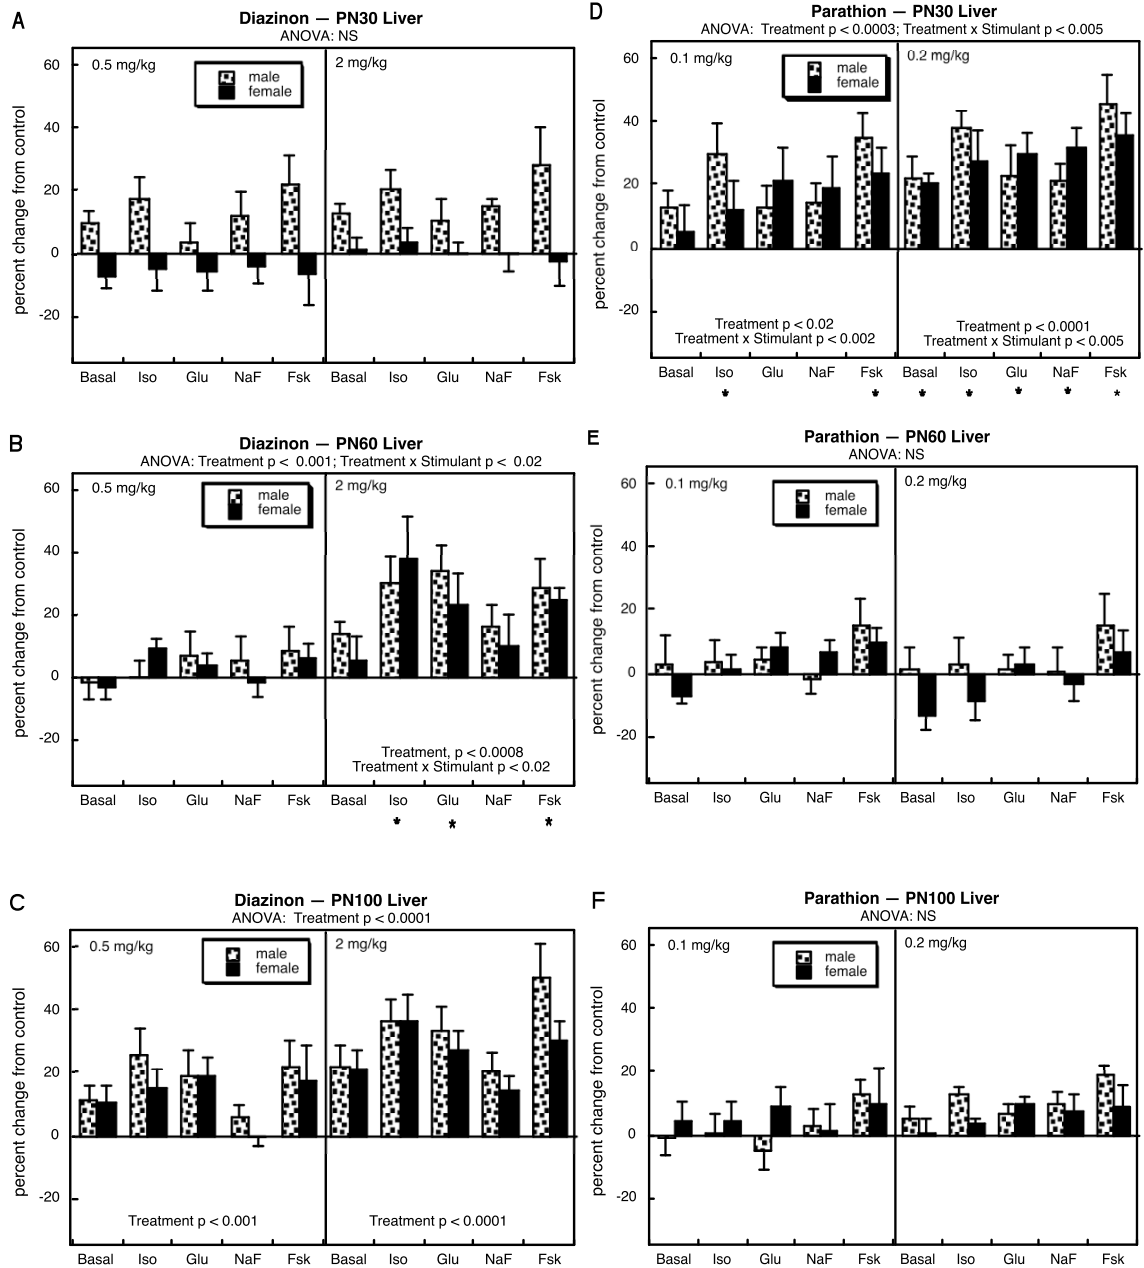 A
Diazinon — PN30 Liver
ANOVA: NS
0.5 mg/kg
2 mg/kg
male
female
percent change from control
60
40
20
0
-20
Basal Iso Glu NaF Fsk Basal Iso Glu NaF Fsk
D
Parathion — PN30 Liver
ANOVA: Treatment p < 0.0003; Treatment x Stimulant p < 0.005
0.1 mg/kg
0.2 mg/kg
male
female
percent change from control
60
40
20
0
-20
Treatment p < 0.02
Treatment x Stimulant p < 0.002
Treatment p < 0.0001
Treatment x Stimulant p < 0.005
Basal Iso Glu NaF Fsk Basal Iso Glu NaF Fsk
* * * * * * *
B
Diazinon — PN60 Liver
ANOVA: Treatment p < 0.001; Treatment x Stimulant p < 0.02
0.5 mg/kg
2 mg/kg
male
female
percent change from control
60
40
20
0
-20
Treatment, p < 0.0008
Treatment x Stimulant p < 0.02
Basal Iso Glu NaF Fsk Basal Iso Glu NaF Fsk
* * *
E
Parathion — PN60 Liver
ANOVA: NS
0.1 mg/kg
0.2 mg/kg
male
female
percent change from control
60
40
20
0
-20
Basal Iso Glu NaF Fsk Basal Iso Glu NaF Fsk
C
Diazinon — PN100 Liver
ANOVA: Treatment p < 0.0001
0.5 mg/kg
2 mg/kg
male
female
percent change from control
60
40
20
0
-20
Treatment p < 0.001
Treatment p < 0.0001
Basal Iso Glu NaF Fsk Basal Iso Glu NaF Fsk
F
Parathion — PN100 Liver
ANOVA: NS
0.1 mg/kg
0.2 mg/kg
male
female
percent change from control
60
40
20
0
-20
Basal Iso Glu NaF Fsk Basal Iso Glu NaF Fsk